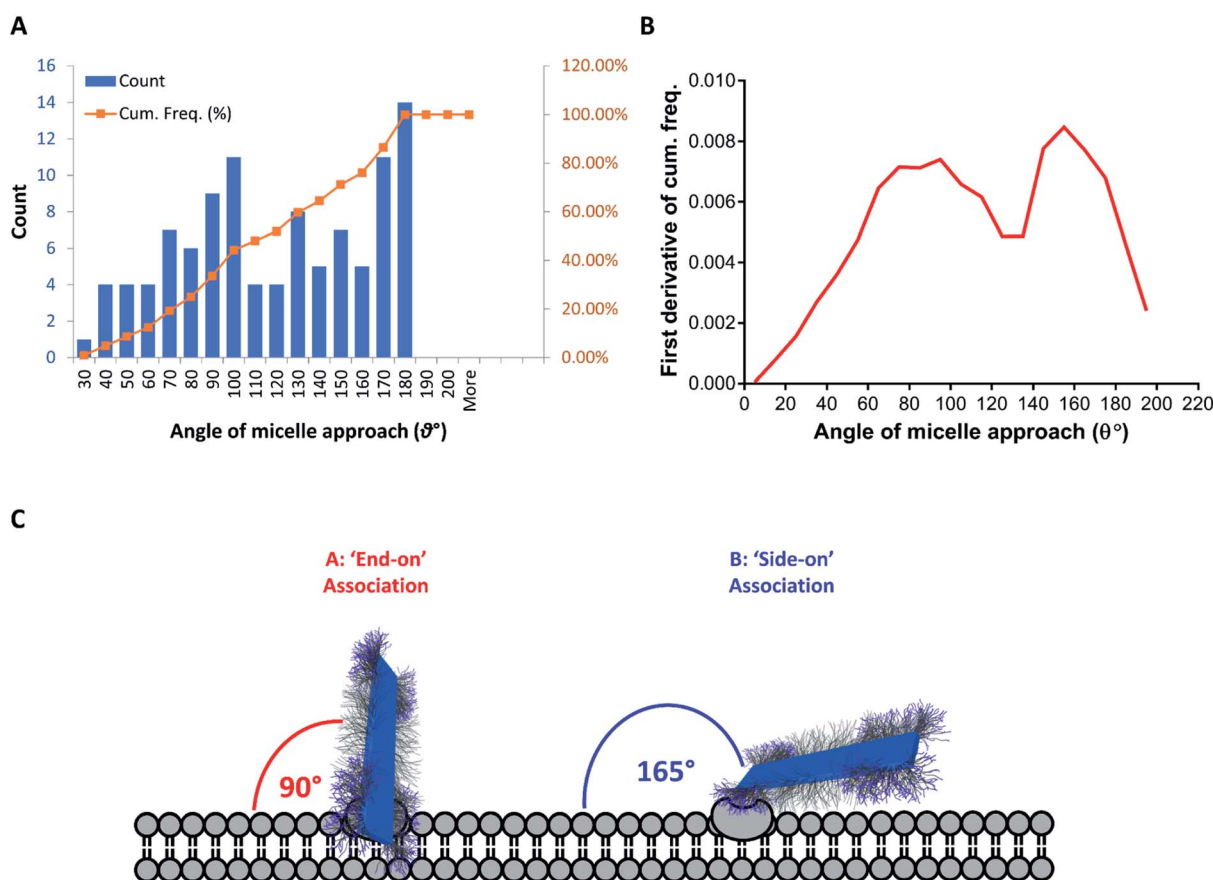 A
16
14
12
10
8
6
4
2
0
Count
Count
Cum. Freq. (%)
120.00%
100.00%
80.00%
60.00%
40.00%
20.00%
0.00%
30 40 50 60 70 80 90 100 110 120 130 140 150 160 170 180 190 200 More
Angle of micelle approach (ϑ°)
B
0.010
0.008
0.006
0.004
0.002
0.000
First derivative of cum. freq.
0 20 40 60 80 100 120 140 160 180 200 220
Angle of micelle approach (θ°)
C
A: ‘End-on’
Association
90°
B: ‘Side-on’
Association
165°